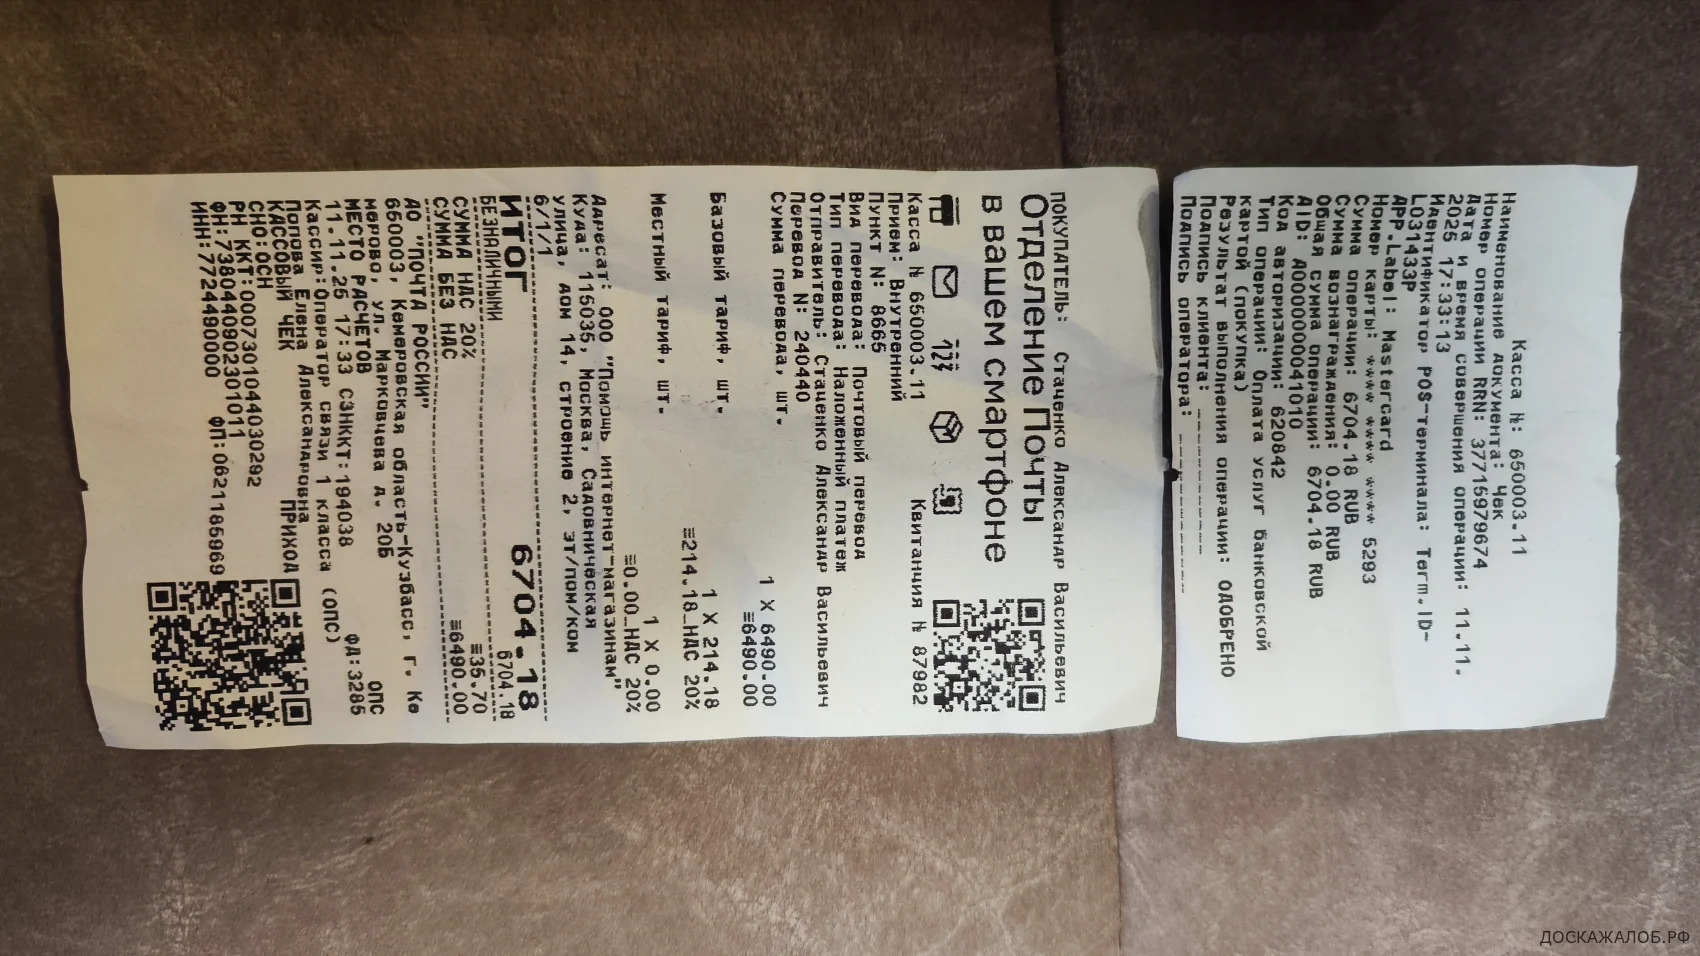 Касса №: 650003.11
Наименование документа: Чек
Номер операции RRN: 37715979674
Дата и время совершения операции: 11.11.
2025 17:33:13
Идентификатор POS-терминала: Term.ID-
L031433P
APP.Label: Mastercard
Номер карты: **** **** **** 5293
Сумма операции: 6704.18 RUB
Сумма вознаграждения: 0.00 RUB
Общая сумма операции: 6704.18 RUB
AID: A0000000041010
Код авторизации: 620842
Тип операции: Оплата услуг банковской
картой (покупка)
Результат выполнения операции: ОДОБРЕНО
Подпись клиента:
Подпись оператора:
ПОКУПАТЕЛЬ: Стаченко Александр Васильевич
Отделение Почты
в вашем смартфоне
Касса № 650003.11 Квитанция № 87982
Прием: Внутренний
Пункт №: 8665
Вид перевода: Почтовый перевод
Тип перевода: Наложенный платеж
Отправитель: Стаченко Александр Васильевич
Перевод №: 240440
Сумма перевода, шт.
1 X 6490.00
≡6490.00
Базовый тариф, шт.
1 X 214.18
≡214.18_НДС 20%
Местный тариф, шт.
1 X 0.00
≡0.00_НДС 20%
Адресат: ООО "Помощь интернет-магазинам"
Куда: 115035, Москва, Садовническая
улица, дом 14, строение 2, эт/пом/ком
6/1/1
ИТОГ 6704.18
БЕЗНАЛИЧНЫМИ 6704.18
СУММА НДС 20% ≡35.70
СУММА БЕЗ НДС ≡6490.00
АО "ПОЧТА РОССИИ"
650003, Кемеровская область-Кузбасс, г. Ке
мерово, ул. Марковцева д. 20Б
МЕСТО РАСЧЕТОВ ОПС
11.11.25 17:33 СЗНККТ:194038 ФД:3285
Кассир:Оператор связи 1 класса (ОПС)
Попова Елена Александровна
КАССОВЫЙ ЧЕК ПРИХОД
СНО:ОСН
РН ККТ:0007301044030292
ФН:7380440902301011
ИНН:7724490000 ФП:0621185969
ДОСКАЖАЛОБ.РФ